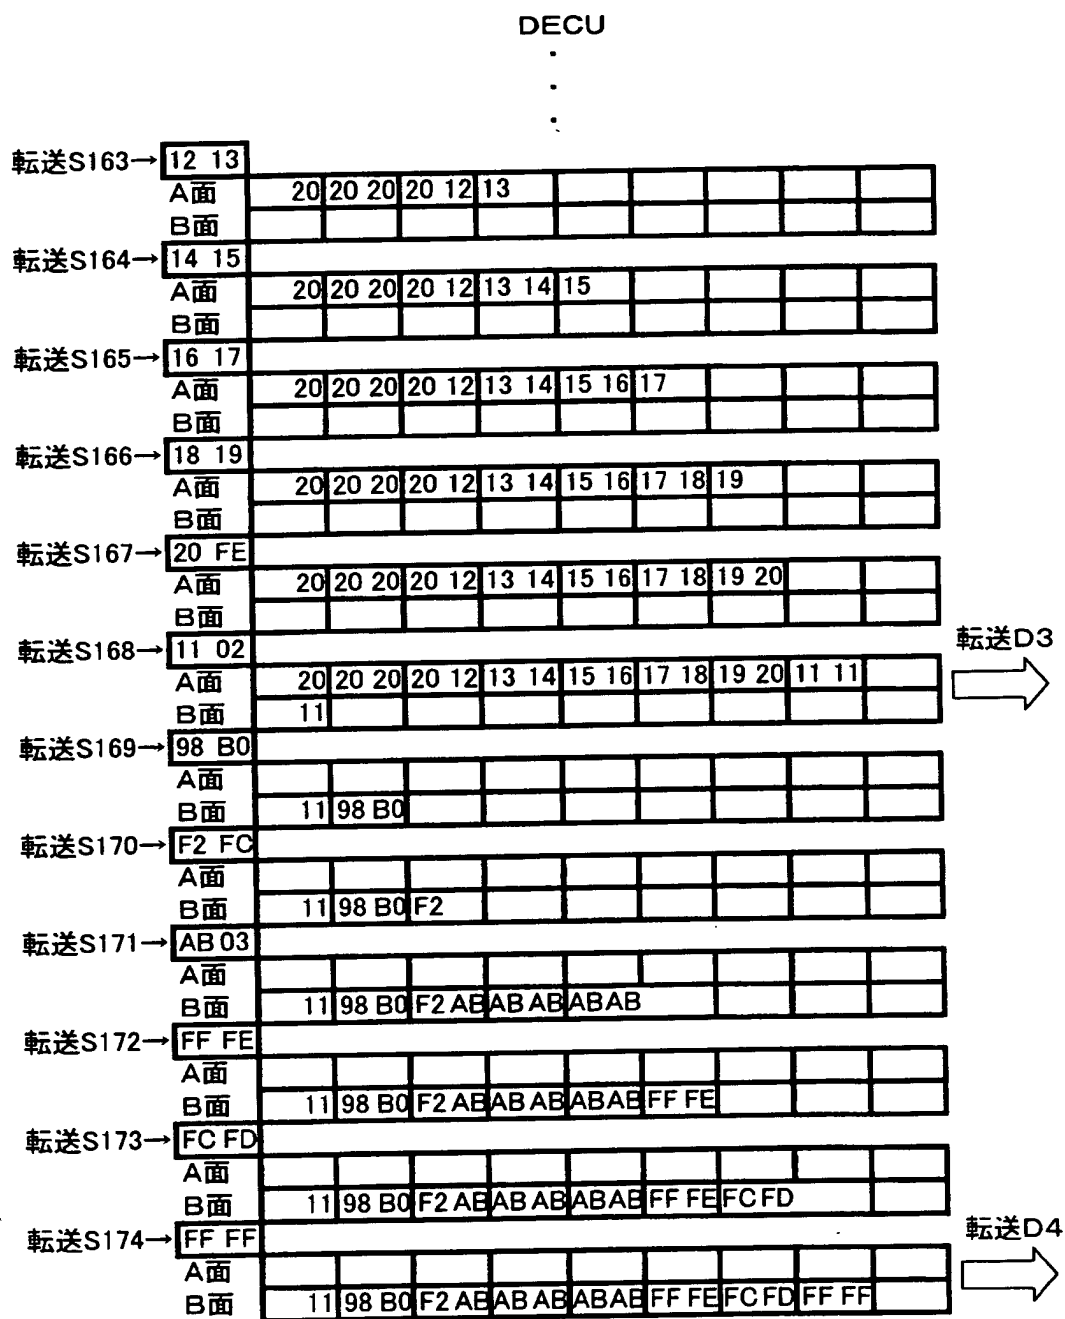 DECU
転送S163→ 12 13
A面 20 20 20 20 12 13
B面
転送S164→ 14 15
A面 20 20 20 20 12 13 14 15
B面
転送S165→ 16 17
A面 20 20 20 20 12 13 14 15 16 17
B面
転送S166→ 18 19
A面 20 20 20 20 12 13 14 15 16 17 18 19
B面
転送S167→ 20 FE
A面 20 20 20 20 12 13 14 15 16 17 18 19 20
B面
転送S168→ 11 02
転送D3
A面 20 20 20 20 12 13 14 15 16 17 18 19 20 11 11
B面 11
転送S169→ 98 B0
A面
B面 11 98 B0
転送S170→ F2 FC
A面
B面 11 98 B0 F2
転送S171→ AB 03
A面
B面 11 98 B0 F2 AB AB AB AB AB
転送S172→ FF FE
A面
B面 11 98 B0 F2 AB AB AB AB AB FF FE
転送S173→ FC FD
A面
B面 11 98 B0 F2 AB AB AB AB AB FF FE FC FD
転送S174→ FF FF
転送D4
A面
B面 11 98 B0 F2 AB AB AB AB AB FF FE FC FD FF FF